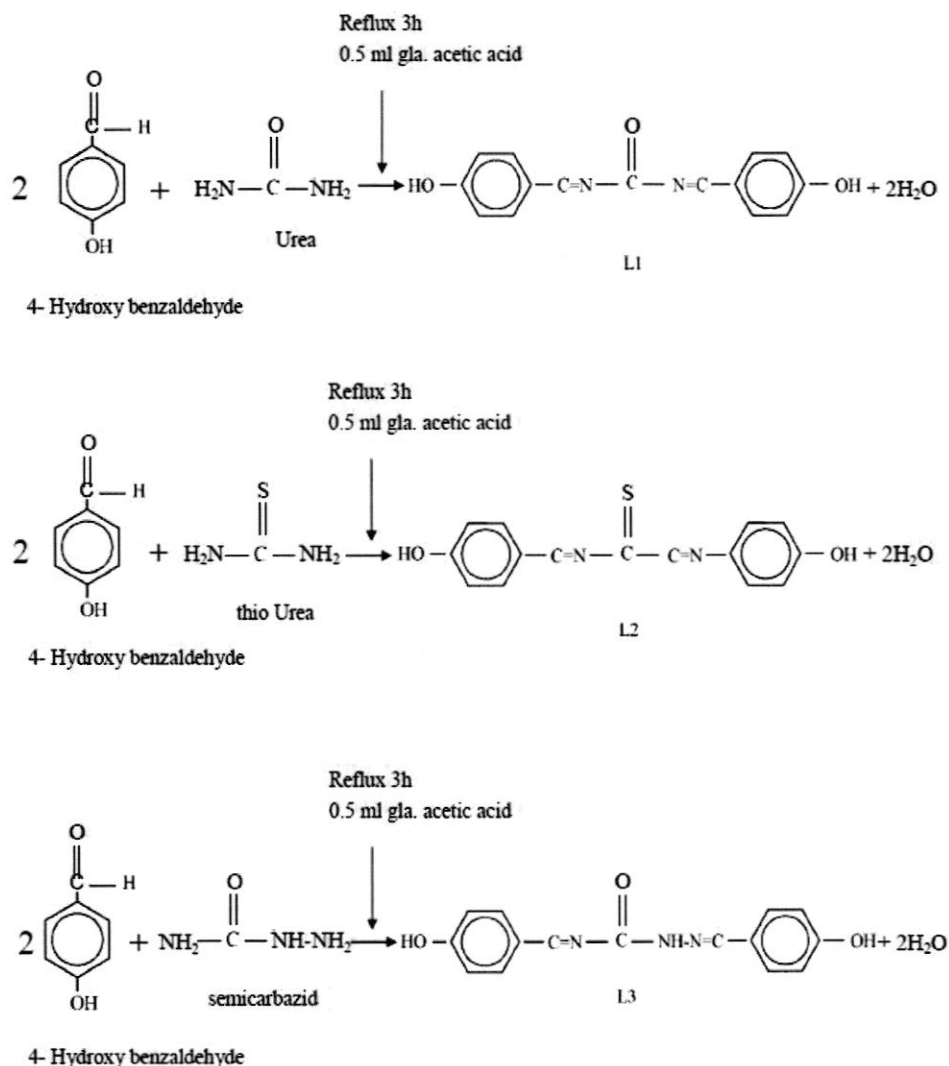 Reflux 3h
0.5 ml gla. acetic acid
O
C — H
OH
2
+
O
H₂N—C—NH₂
Urea
HO
C=N — C — N=C
O
OH + 2H₂O
L1
4- Hydroxy benzaldehyde
Reflux 3h
0.5 ml gla. acetic acid
O
C — H
OH
2
+
S
H₂N—C—NH₂
thio Urea
HO
C=N — C — C=N
S
OH + 2H₂O
L2
4- Hydroxy benzaldehyde
Reflux 3h
0.5 ml gla. acetic acid
O
C — H
OH
2
+
O
NH₂—C—NH-NH₂
semicarbazid
HO
C=N — C — NH-N=C
O
OH + 2H₂O
L3
4- Hydroxy benzaldehyde